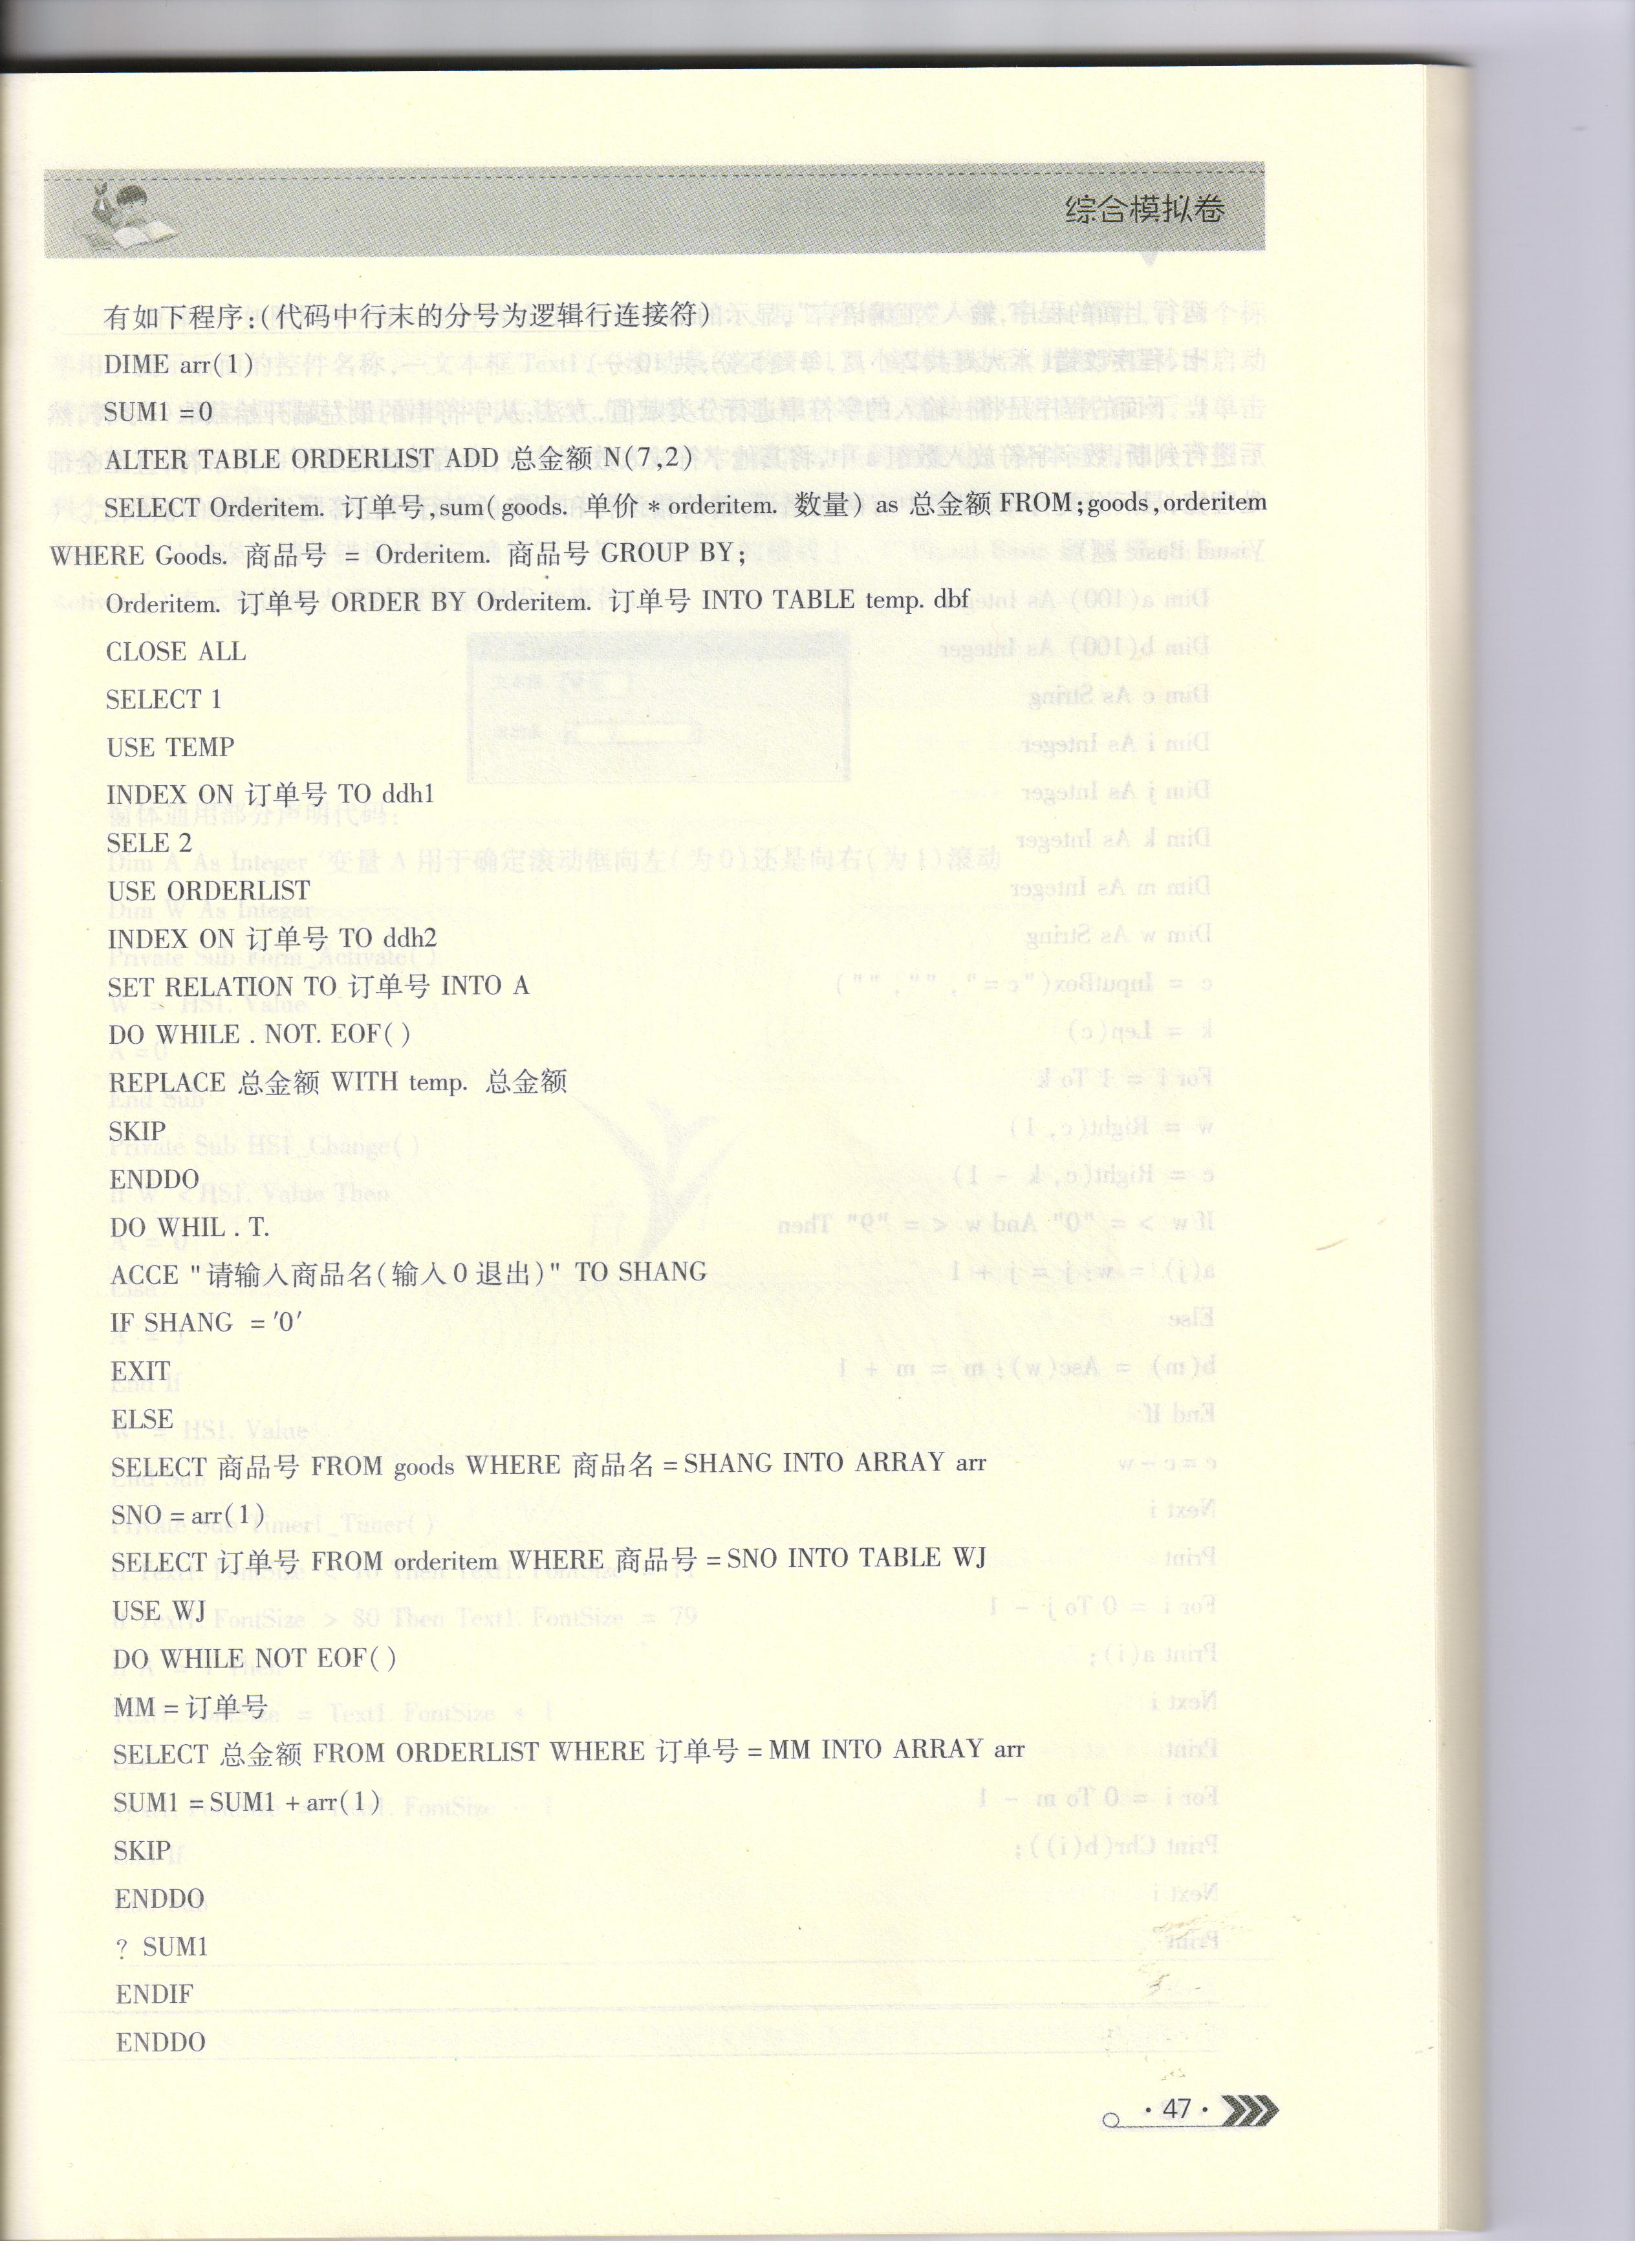 综合模拟卷
有如下程序:(代码中行末的分号为逻辑行连接符)
DIME arr(1)
SUM1 =0
ALTER TABLE ORDERLIST ADD 总金额 N(7,2)
SELECT Orderitem. 订单号,sum(goods. 单价 * orderitem. 数量) as 总金额 FROM;goods,orderitem
WHERE Goods. 商品号 = Orderitem. 商品号 GROUP BY;
Orderitem. 订单号 ORDER BY Orderitem. 订单号 INTO TABLE temp. dbf
CLOSE ALL
SELECT 1
USE TEMP
INDEX ON 订单号 TO ddh1
SELE 2
USE ORDERLIST
INDEX ON 订单号 TO ddh2
SET RELATION TO 订单号 INTO A
DO WHILE . NOT. EOF( )
REPLACE 总金额 WITH temp. 总金额
SKIP
ENDDO
DO WHIL . T.
ACCE "请输入商品名(输入0退出)" TO SHANG
IF SHANG ='0'
EXIT
ELSE
SELECT 商品号 FROM goods WHERE 商品名=SHANG INTO ARRAY arr
SNO=arr(1)
SELECT 订单号 FROM orderitem WHERE 商品号=SNO INTO TABLE WJ
USE WJ
DO WHILE NOT EOF( )
MM=订单号
SELECT 总金额 FROM ORDERLIST WHERE 订单号=MM INTO ARRAY arr
SUM1 =SUM1 +arr(1)
SKIP
ENDDO
? SUM1
ENDIF
ENDDO
· 47 ·